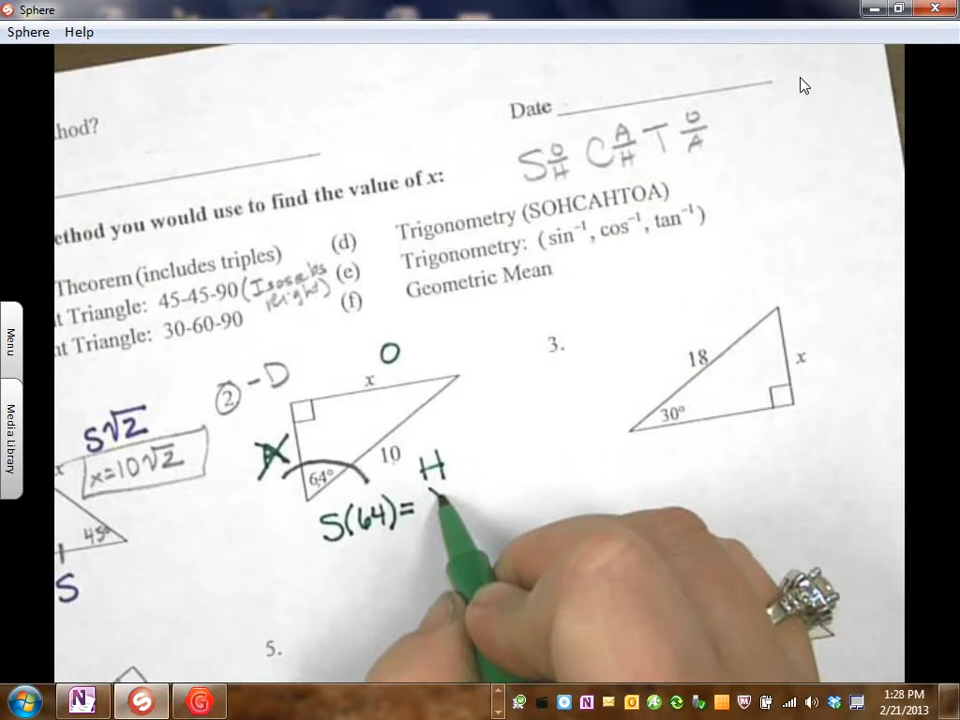 Sphere
Sphere Help
Menu
Media Library
Date
hod?
S O/H C A/H T O/A
ethod you would use to find the value of x:
Theorem (includes triples)
(d) Trigonometry (SOHCAHTOA)
t Triangle: 45-45-90 (Isosceles Right)
(e) Trigonometry: (sin⁻¹, cos⁻¹, tan⁻¹)
nt Triangle: 30-60-90
(f) Geometric Mean
S√2
x
x=10√2
45°
S
② - D
O
x
A
64°
10
H
S(64)=
3.
18
x
30°
5.
1:28 PM
2/21/2013